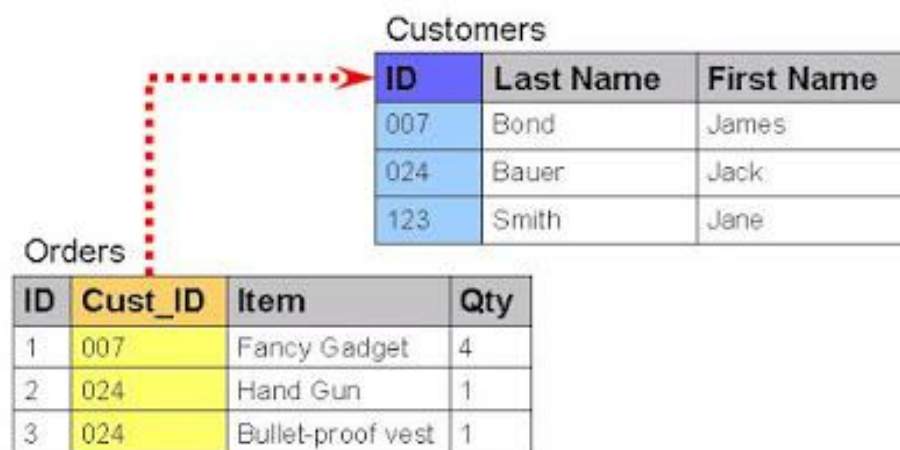 Customers
ID Last Name First Name
007 Bond James
024 Bauer Jack
123 Smith Jane
Orders
ID Cust_ID Item Qty
1 007 Fancy Gadget 4
2 024 Hand Gun 1
3 024 Bullet-proof vest 1